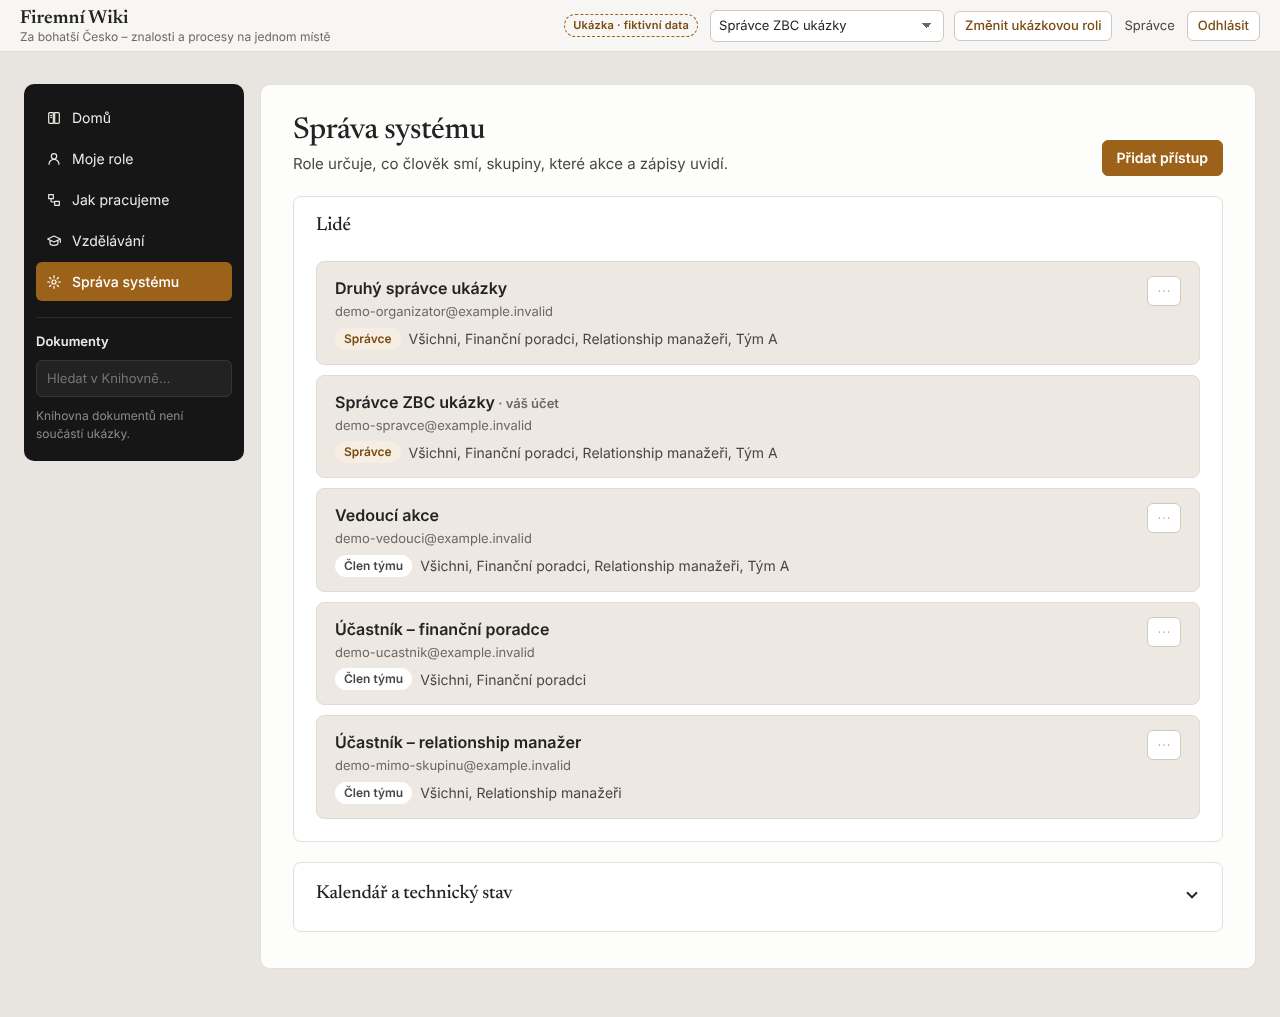 Firemní Wiki
Za bohatší Česko – znalosti a procesy na jednom místě
Ukázka · fiktivní data
Správce ZBC ukázky
Změnit ukázkovou roli
Správce
Odhlásit
Domů
Moje role
Jak pracujeme
Vzdělávání
Správa systému
Dokumenty
Hledat v Knihovně...
Knihovna dokumentů není
součástí ukázky.
Správa systému
Role určuje, co člověk smí, skupiny, které akce a zápisy uvidí.
Přidat přístup
Lidé
Druhý správce ukázky
demo-organizator@example.invalid
Správce Všichni, Finanční poradci, Relationship manažeři, Tým A
···
Správce ZBC ukázky · váš účet
demo-spravce@example.invalid
Správce Všichni, Finanční poradci, Relationship manažeři, Tým A
Vedoucí akce
demo-vedouci@example.invalid
Člen týmu Všichni, Finanční poradci, Relationship manažeři, Tým A
···
Účastník – finanční poradce
demo-ucastnik@example.invalid
Člen týmu Všichni, Finanční poradci
···
Účastník – relationship manažer
demo-mimo-skupinu@example.invalid
Člen týmu Všichni, Relationship manažeři
···
Kalendář a technický stav